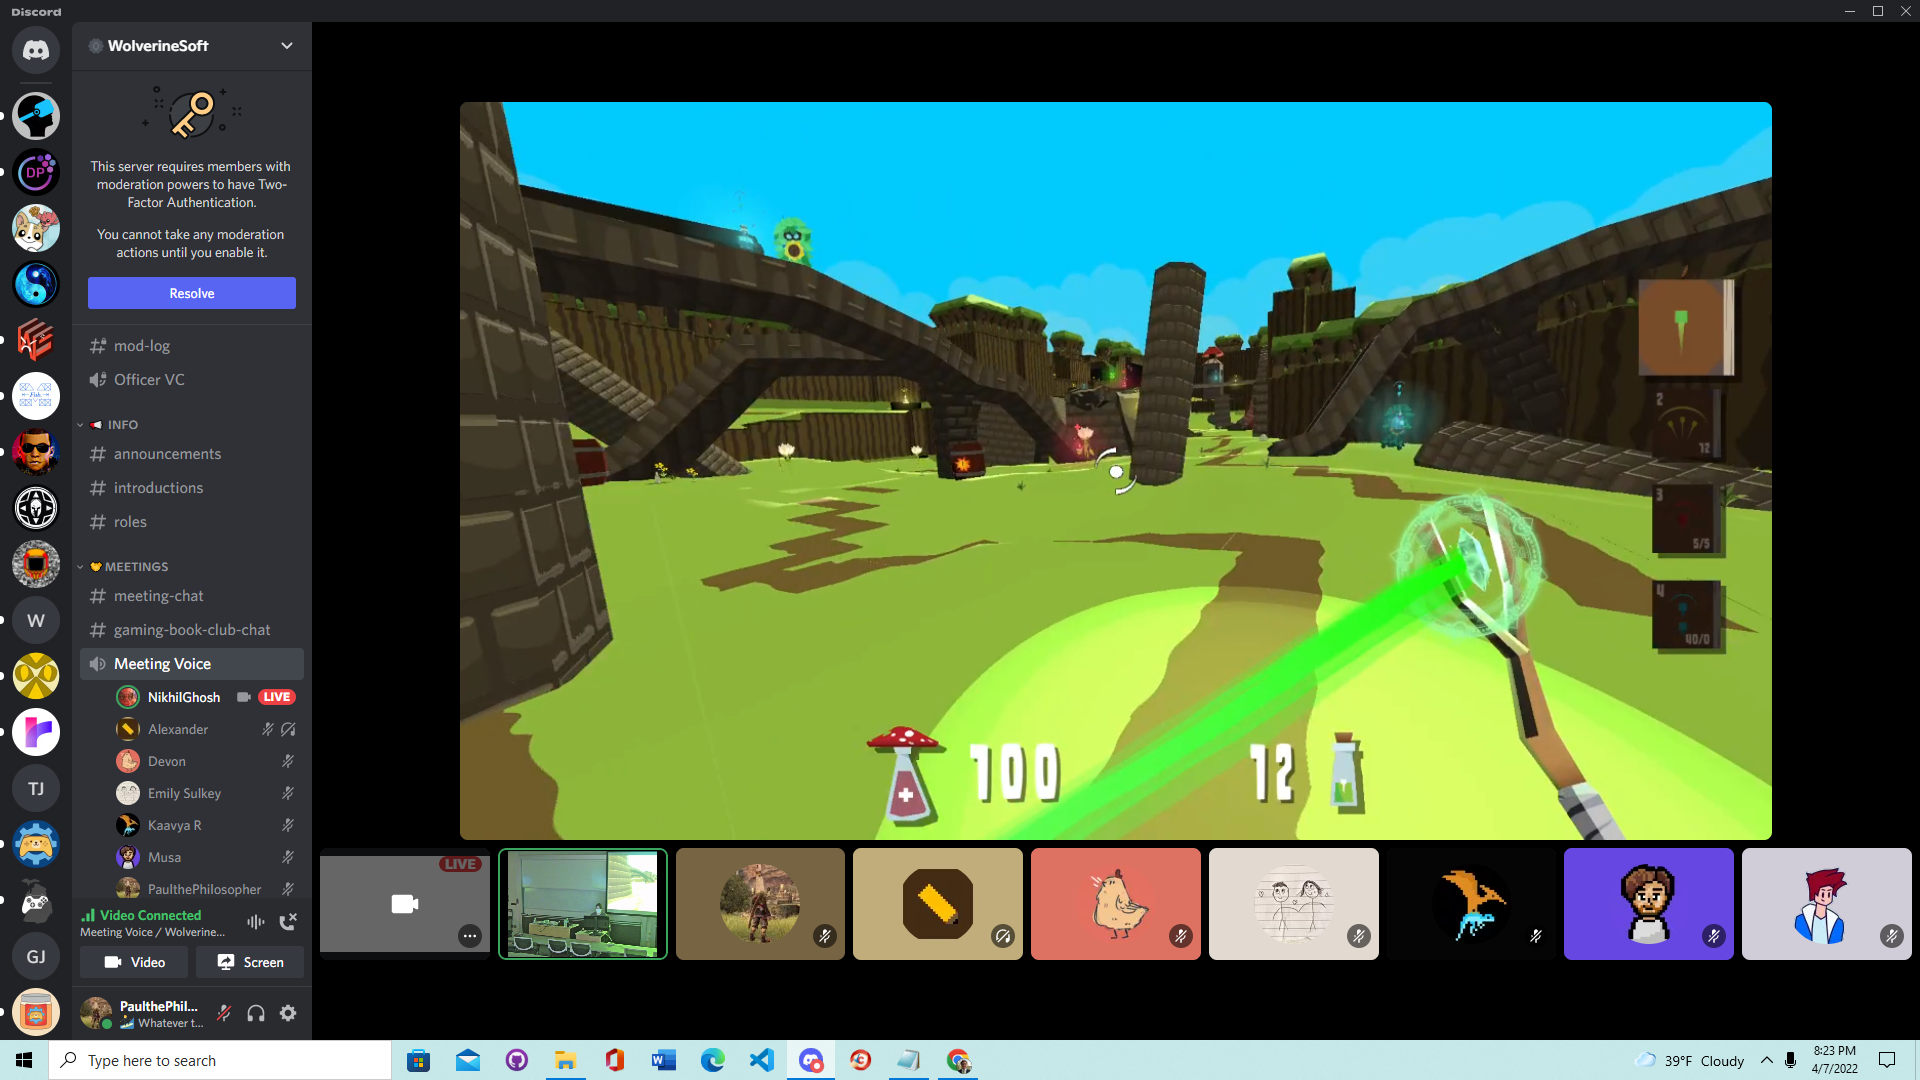 Discord
WolverineSoft
This server requires members with
moderation powers to have Two-
Factor Authentication.
You cannot take any moderation
actions until you enable it.
Resolve
mod-log
Officer VC
INFO
announcements
introductions
roles
MEETINGS
meeting-chat
gaming-book-club-chat
Meeting Voice
NikhilGhosh LIVE
Alexander
Devon
Emily Sulkey
Kaavya R
Musa
PaulthePhilosopher
Video Connected
Meeting Voice / Wolverine...
Video Screen
PaulthePhil...
Whatever t...
DP
W
TJ
GJ
2
12
3
5/5
4
40/0
100
12
LIVE
Type here to search
39°F Cloudy
8:23 PM
4/7/2022